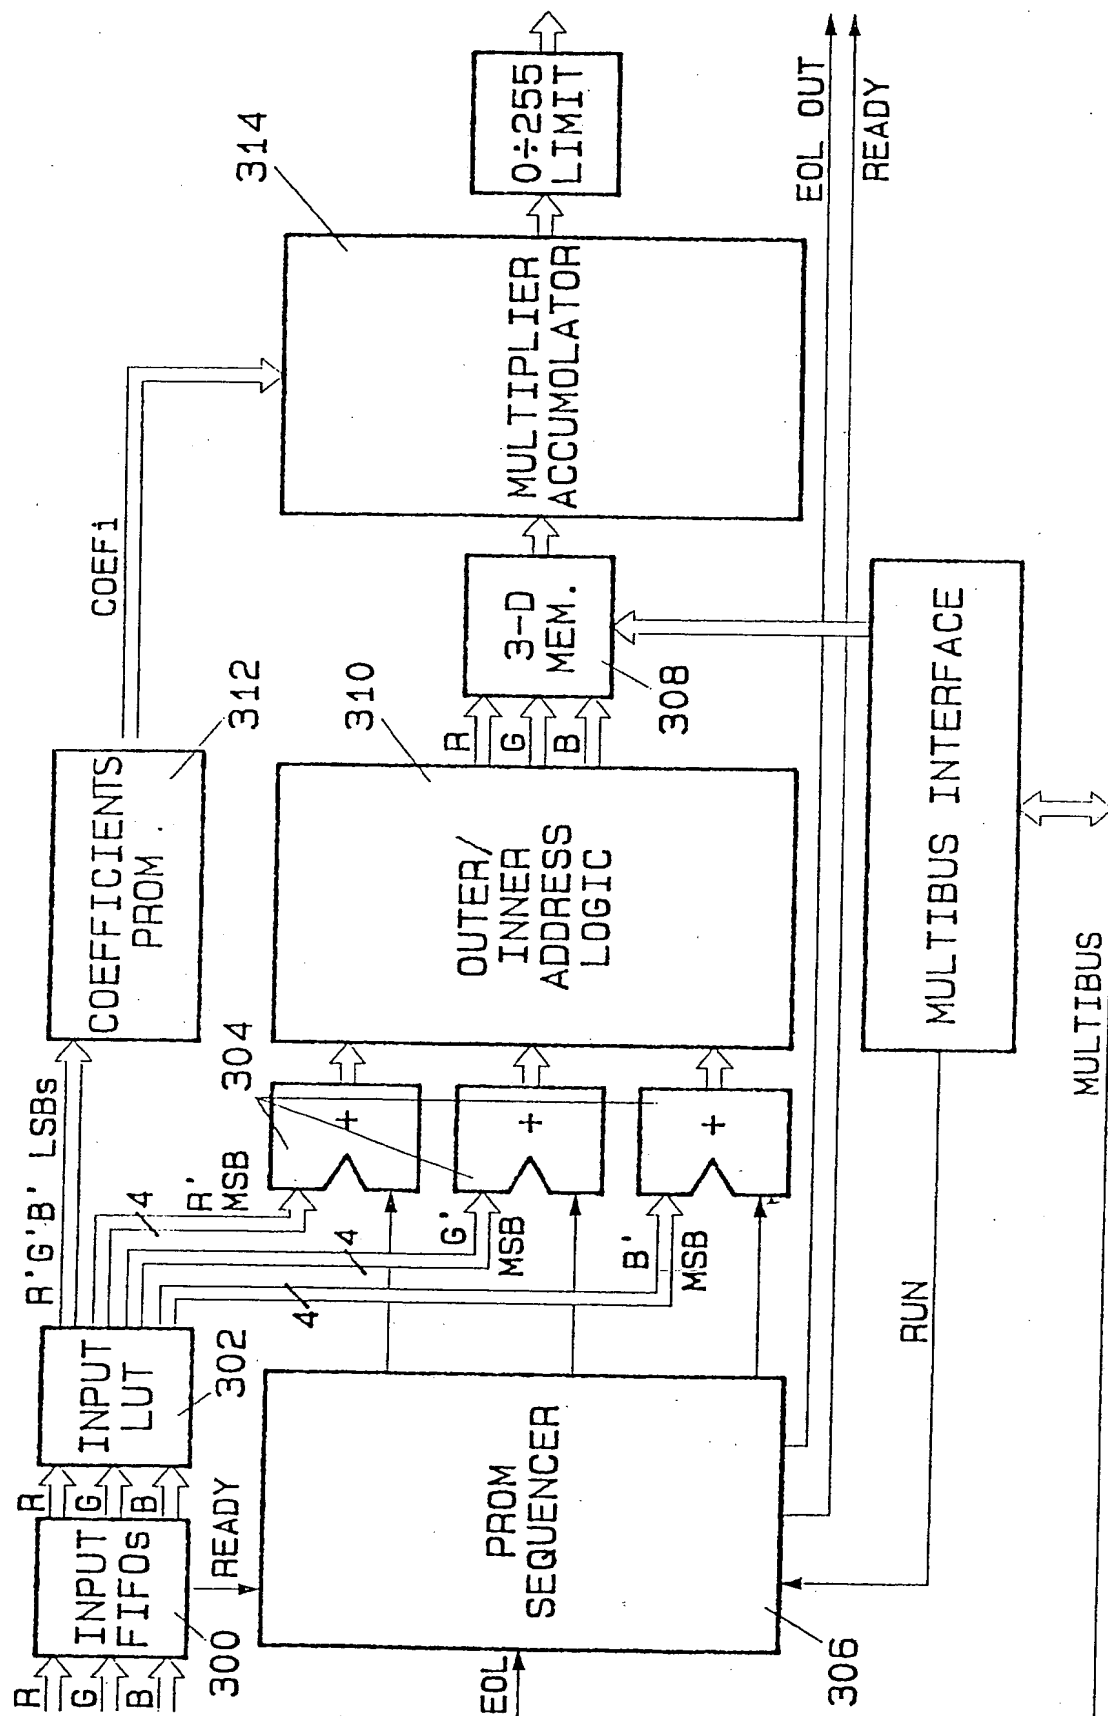 R
G
B
INPUT
FIFOs
300
R
G
B
INPUT
LUT
302
R'G'B' LSBs
COEFFICIENTS
PROM
312
COEFi
READY
4
4
4
R'
MSB
G'
MSB
B'
MSB
304
+
+
+
EOL
PROM
SEQUENCER
306
OUTER/
INNER
ADDRESS
LOGIC
310
R
G
B
3-D
MEM.
308
MULTIPLIER
ACCUMOLATOR
314
0÷255
LIMIT
EOL OUT
READY
RUN
MULTIBUS INTERFACE
MULTIBUS